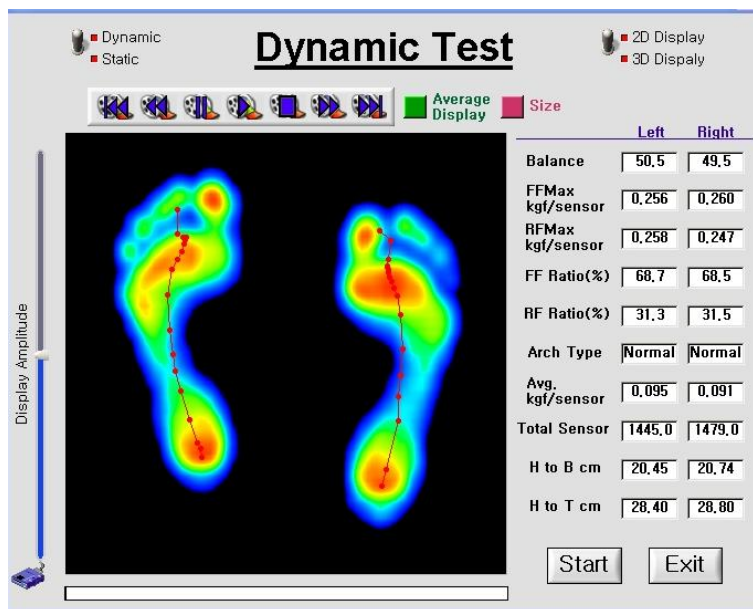 Dynamic
Static
Dynamic Test
2D Display
3D Dispaly
Average
Display
Size
Left Right
Balance 50.5 49.5
FFMax
kgf/sensor 0.256 0.260
RFMax
kgf/sensor 0.258 0.247
FF Ratio(%) 68.7 68.5
RF Ratio(%) 31.3 31.5
Arch Type Normal Normal
Avg.
kgf/sensor 0.095 0.091
Total Sensor 1445.0 1479.0
H to B cm 20.45 20.74
H to T cm 28.40 28.80
Display Amplitude
Start Exit